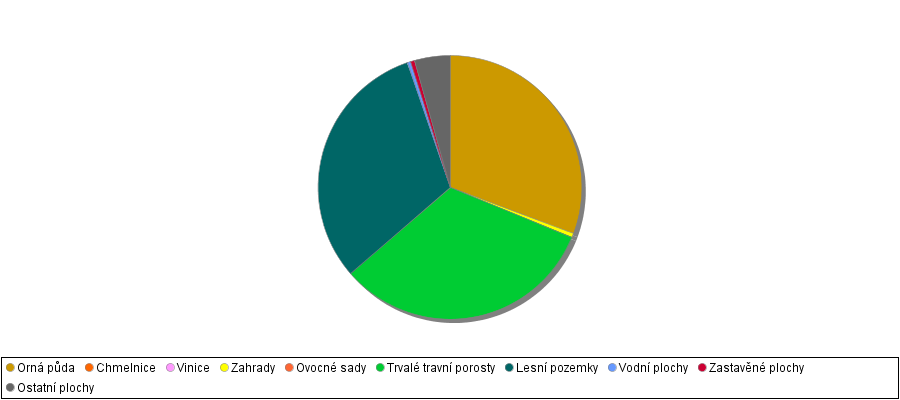 Orná půda Chmelnice Vinice Zahrady Ovocné sady Trvalé travní porosty Lesní pozemky Vodní plochy Zastavěné plochy
Ostatní plochy